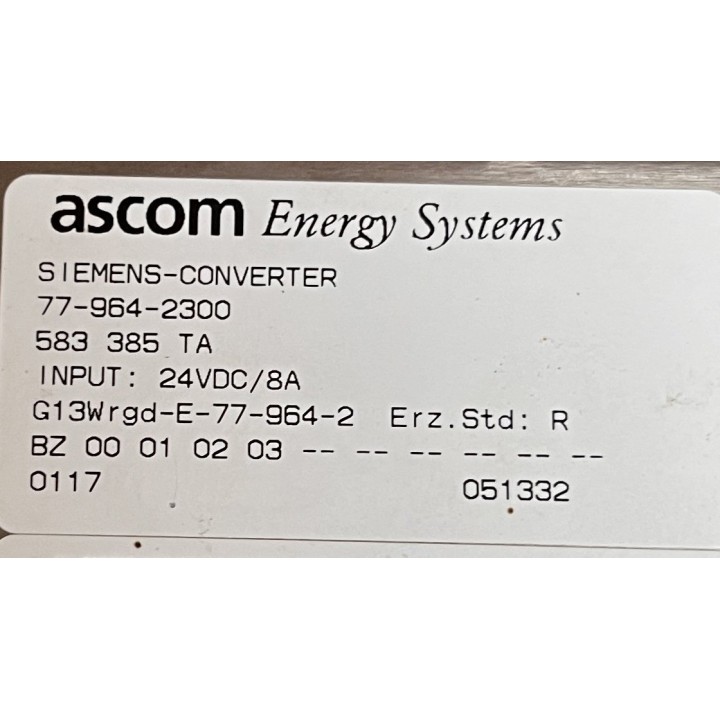 ascom Energy Systems
SIEMENS-CONVERTER
77-964-2300
583 385 TA
INPUT: 24VDC/8A
G13Wrgd-E-77-964-2 Erz.Std: R
BZ 00 01 02 03 -- -- -- -- -- --
0117 051332